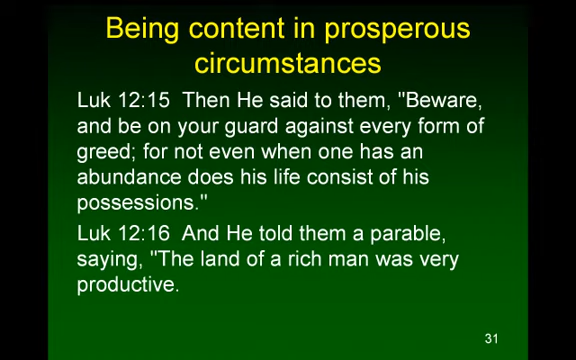 Being content in prosperous
circumstances
Luk 12:15  Then He said to them, "Beware,
and be on your guard against every form of
greed; for not even when one has an
abundance does his life consist of his
possessions."
Luk 12:16  And He told them a parable,
saying, "The land of a rich man was very
productive.
31